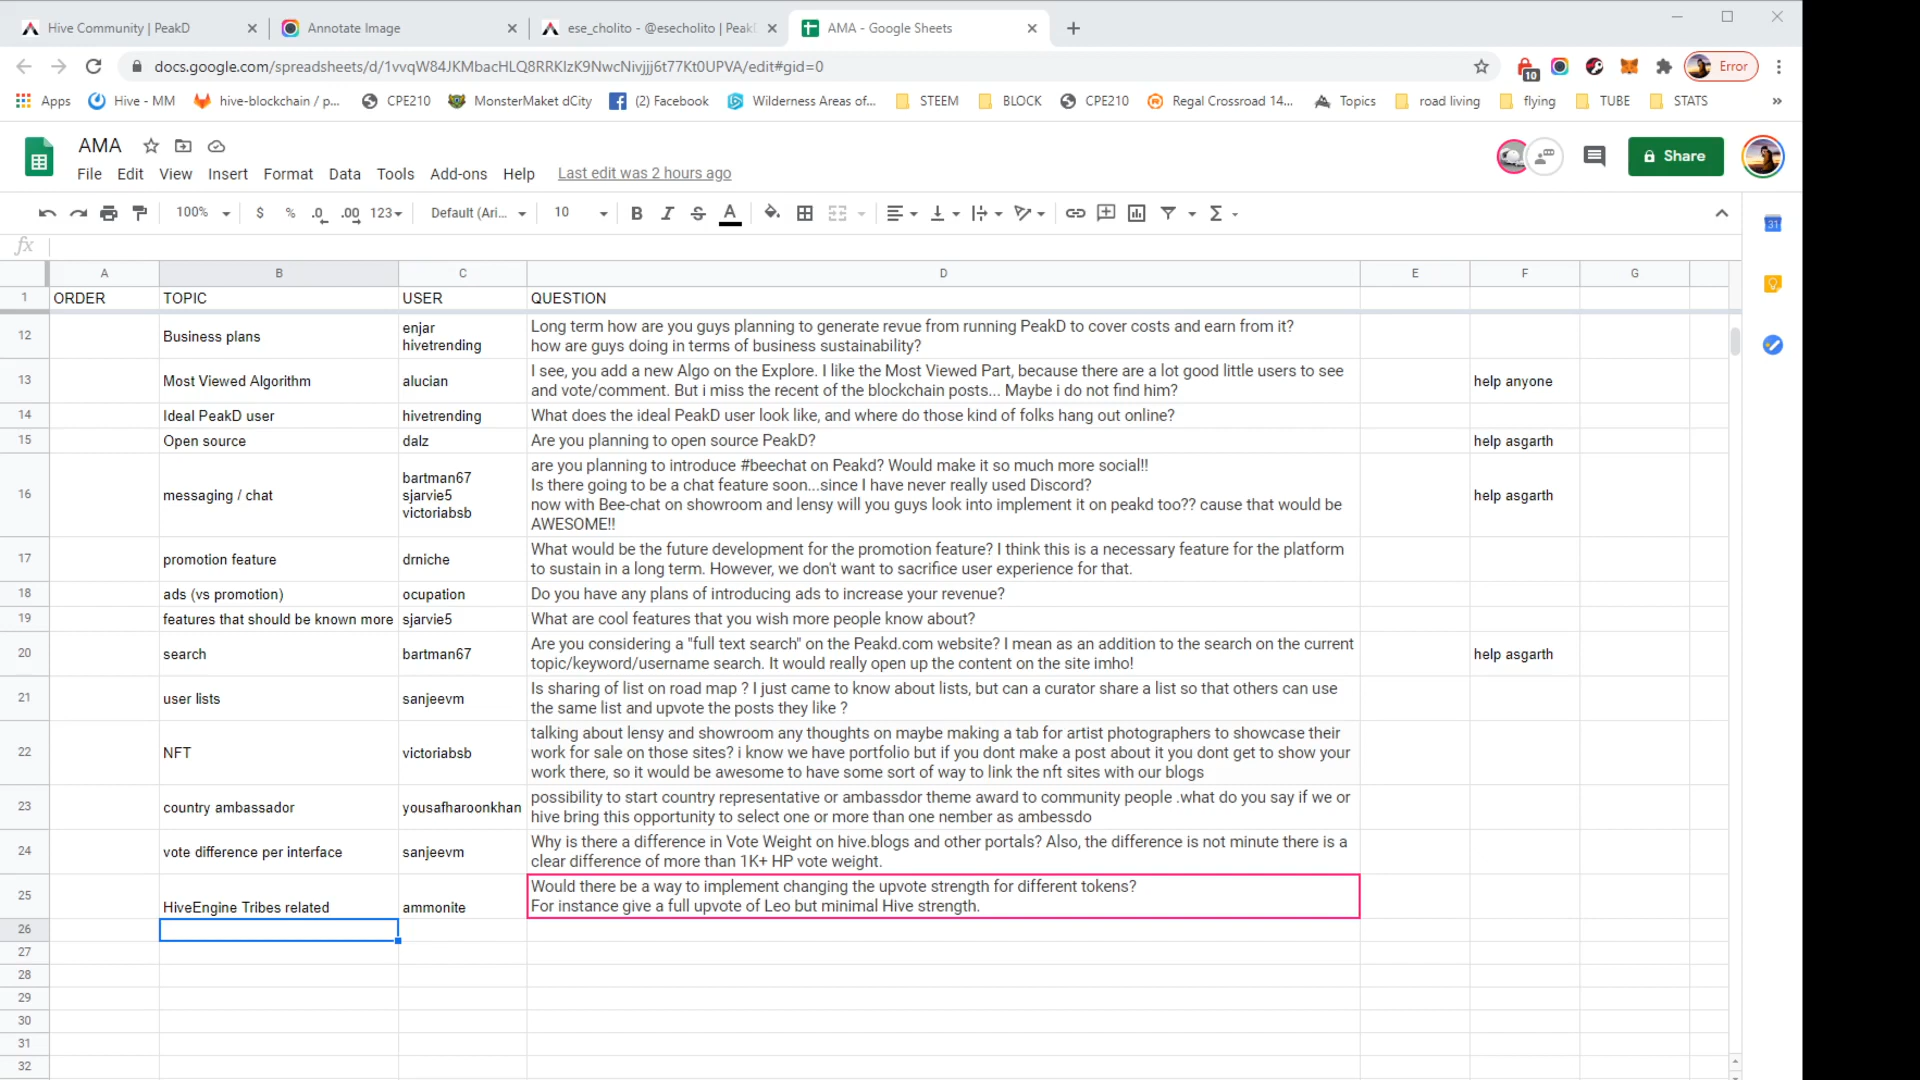 Hive Community | PeakD
Annotate Image
ese_cholito - @esecholito | Peak
AMA - Google Sheets
docs.google.com/spreadsheets/d/1vvqW84JKMbacHLQ8RRKIzK9NwcNivjjj6t77Kt0UPVA/edit#gid=0
10
Error
Apps
Hive - MM
hive-blockchain / p...
CPE210
MonsterMaket dCity
(2) Facebook
Wilderness Areas of...
STEEM
BLOCK
CPE210
Regal Crossroad 14...
Topics
road living
flying
TUBE
STATS
»
AMA
Share
File Edit View Insert Format Data Tools Add-ons Help Last edit was 2 hours ago
100% $ % .0 .00 123 Default (Ari... 10 B I S A Σ
31
fx
A B C D E F G
1 ORDER TOPIC USER QUESTION
12 Business plans
enjar
hivetrending
Long term how are you guys planning to generate revue from running PeakD to cover costs and earn from it?
how are guys doing in terms of business sustainability?
13 Most Viewed Algorithm alucian
I see, you add a new Algo on the Explore. I like the Most Viewed Part, because there are a lot good little users to see
and vote/comment. But i miss the recent of the blockchain posts... Maybe i do not find him?
help anyone
14 Ideal PeakD user hivetrending What does the ideal PeakD user look like, and where do those kind of folks hang out online?
15 Open source dalz Are you planning to open source PeakD? help asgarth
16 messaging / chat
bartman67
sjarvie5
victoriabsb
are you planning to introduce #beechat on Peakd? Would make it so much more social!!
Is there going to be a chat feature soon...since I have never really used Discord?
now with Bee-chat on showroom and lensy will you guys look into implement it on peakd too?? cause that would be
AWESOME!!
help asgarth
17 promotion feature drniche
What would be the future development for the promotion feature? I think this is a necessary feature for the platform
to sustain in a long term. However, we don't want to sacrifice user experience for that.
18 ads (vs promotion) ocupation Do you have any plans of introducing ads to increase your revenue?
19 features that should be known more sjarvie5 What are cool features that you wish more people know about?
20 search bartman67
Are you considering a "full text search" on the Peakd.com website? I mean as an addition to the search on the current
topic/keyword/username search. It would really open up the content on the site imho!
help asgarth
21 user lists sanjeevm
Is sharing of list on road map ? I just came to know about lists, but can a curator share a list so that others can use
the same list and upvote the posts they like ?
22 NFT victoriabsb
talking about lensy and showroom any thoughts on maybe making a tab for artist photographers to showcase their
work for sale on those sites? i know we have portfolio but if you dont make a post about it you dont get to show your
work there, so it would be awesome to have some sort of way to link the nft sites with our blogs
23 country ambassador yousafharoonkhan
possibility to start country representative or ambassdor theme award to community people .what do you say if we or
hive bring this opportunity to select one or more than one nember as ambessdo
24 vote difference per interface sanjeevm
Why is there a difference in Vote Weight on hive.blogs and other portals? Also, the difference is not minute there is a
clear difference of more than 1K+ HP vote weight.
25 HiveEngine Tribes related ammonite
Would there be a way to implement changing the upvote strength for different tokens?
For instance give a full upvote of Leo but minimal Hive strength.
26
27
28
29
30
31
32